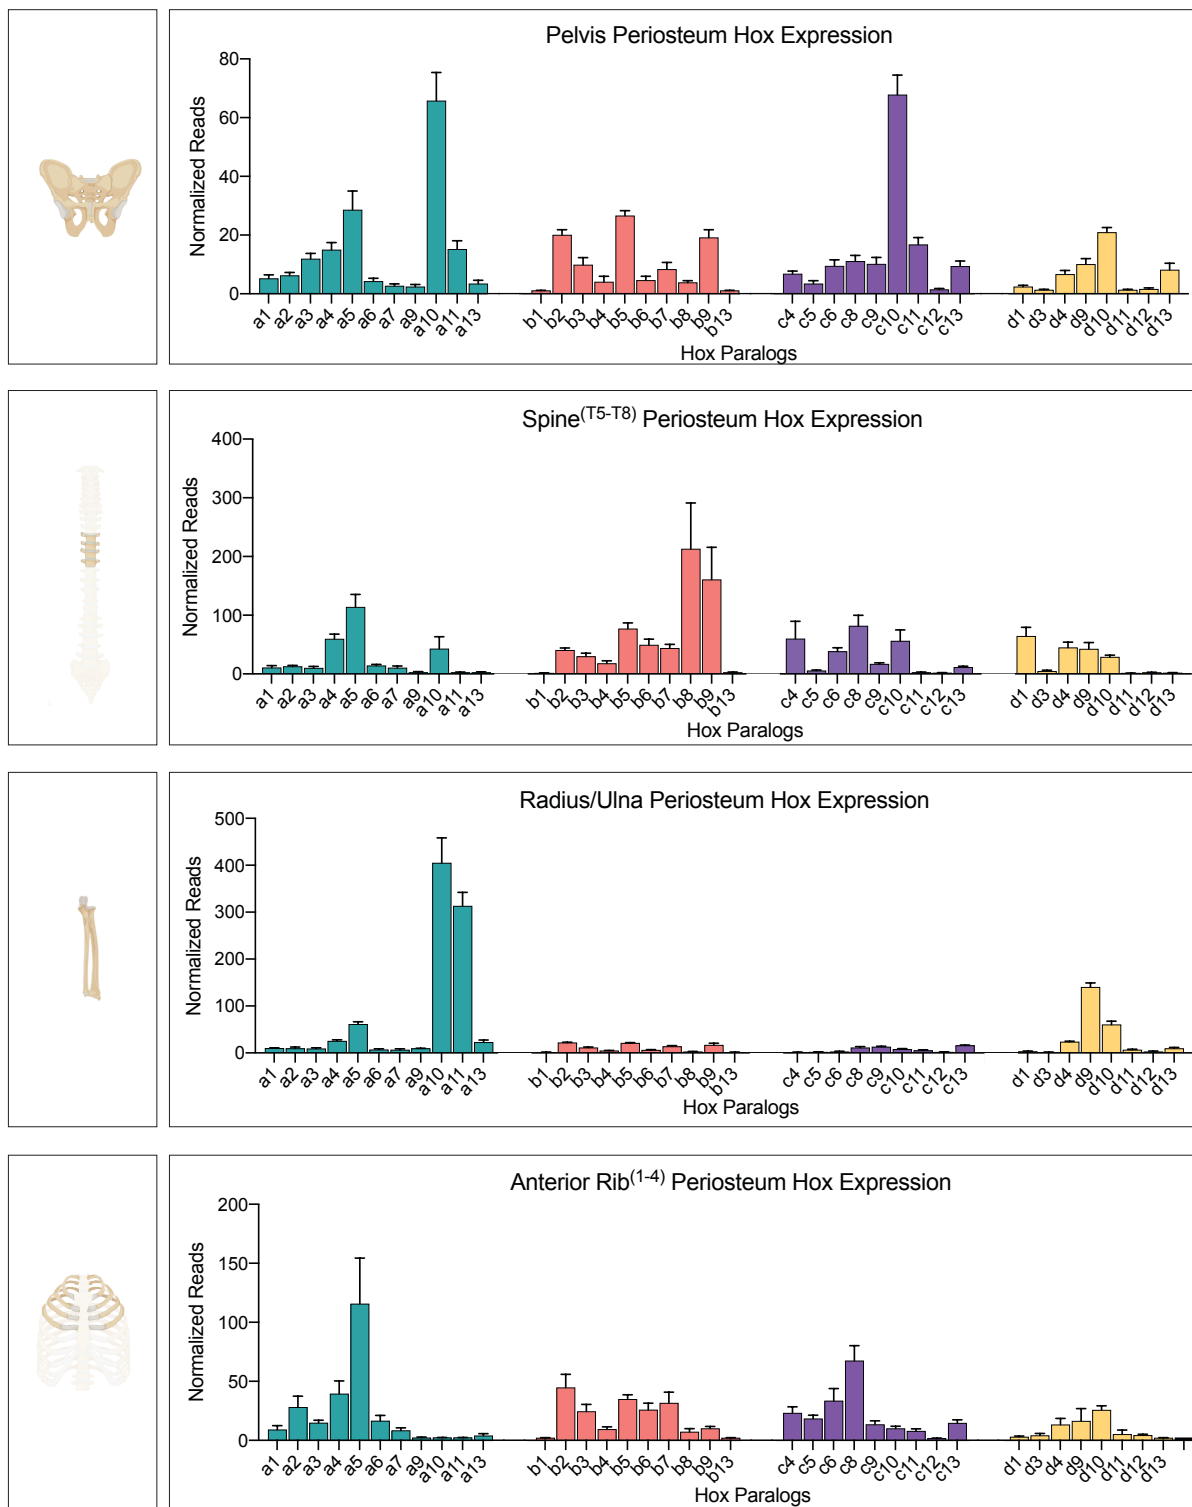 Pelvis Periosteum Hox Expression
Normalized Reads
80
60
40
20
0
a1 a2 a3 a4 a5 a6 a7 a9 a10 a11 a13 b1 b2 b3 b4 b5 b6 b7 b8 b9 b13 c4 c5 c6 c8 c9 c10 c11 c12 c13 d1 d3 d4 d9 d10 d11 d12 d13
Hox Paralogs
Spine(T5-T8) Periosteum Hox Expression
Normalized Reads
400
300
200
100
0
a1 a2 a3 a4 a5 a6 a7 a9 a10 a11 a13 b1 b2 b3 b4 b5 b6 b7 b8 b9 b13 c4 c5 c6 c8 c9 c10 c11 c12 c13 d1 d3 d4 d9 d10 d11 d12 d13
Hox Paralogs
Radius/Ulna Periosteum Hox Expression
Normalized Reads
500
400
300
200
100
0
a1 a2 a3 a4 a5 a6 a7 a9 a10 a11 a13 b1 b2 b3 b4 b5 b6 b7 b8 b9 b13 c4 c5 c6 c8 c9 c10 c11 c12 c13 d1 d3 d4 d9 d10 d11 d12 d13
Hox Paralogs
Anterior Rib(1-4) Periosteum Hox Expression
Normalized Reads
200
150
100
50
0
a1 a2 a3 a4 a5 a6 a7 a9 a10 a11 a13 b1 b2 b3 b4 b5 b6 b7 b8 b9 b13 c4 c5 c6 c8 c9 c10 c11 c12 c13 d1 d3 d4 d9 d10 d11 d12 d13
Hox Paralogs